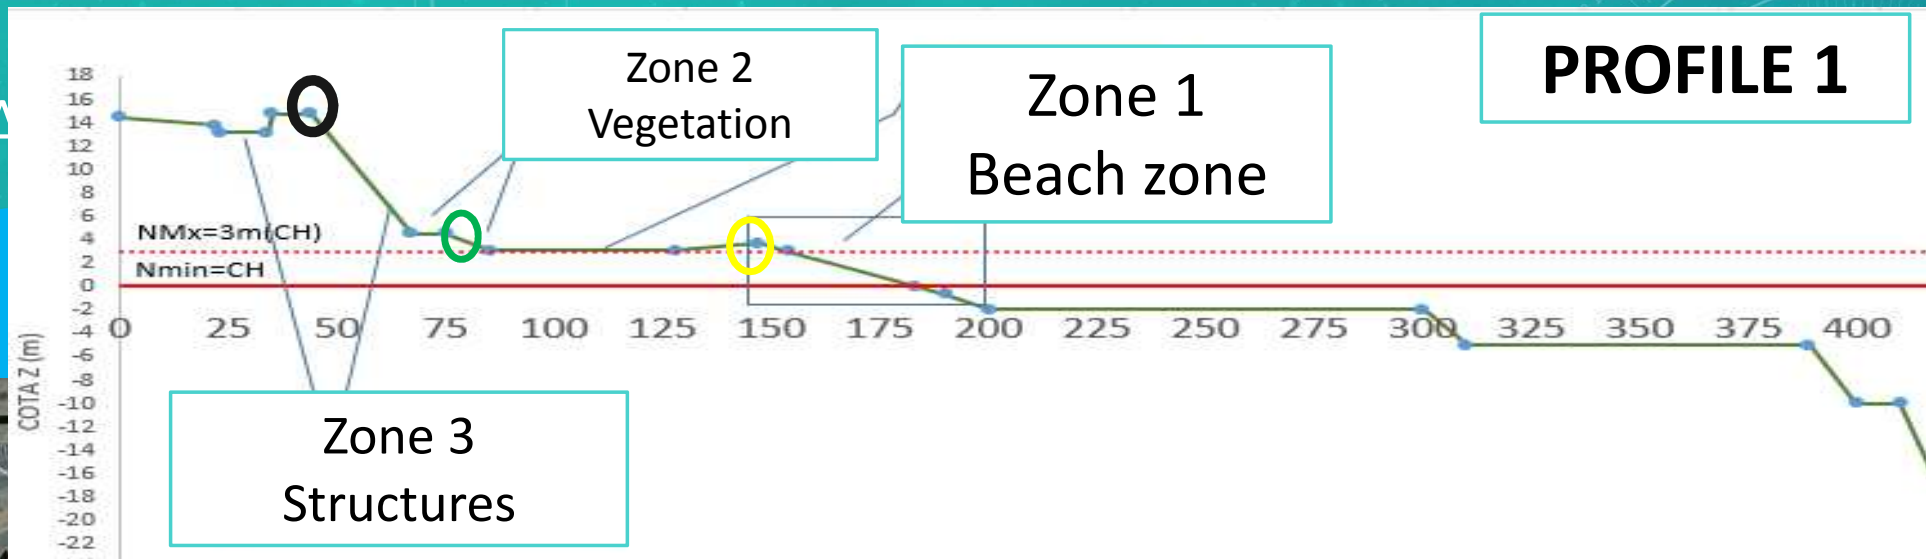 PROFILE 1
Zone 2
Vegetation
Zone 1
Beach zone
18
16
14
12
10
8
6
4
2
0
-2
-4
-6
-8
-10
-12
-14
-16
-18
-20
-22
COTA Z (m)
NMx=3m(CH)
Nmin=CH
0 25 50 75 100 125 150 175 200 225 250 275 300 325 350 375 400
Zone 3
Structures